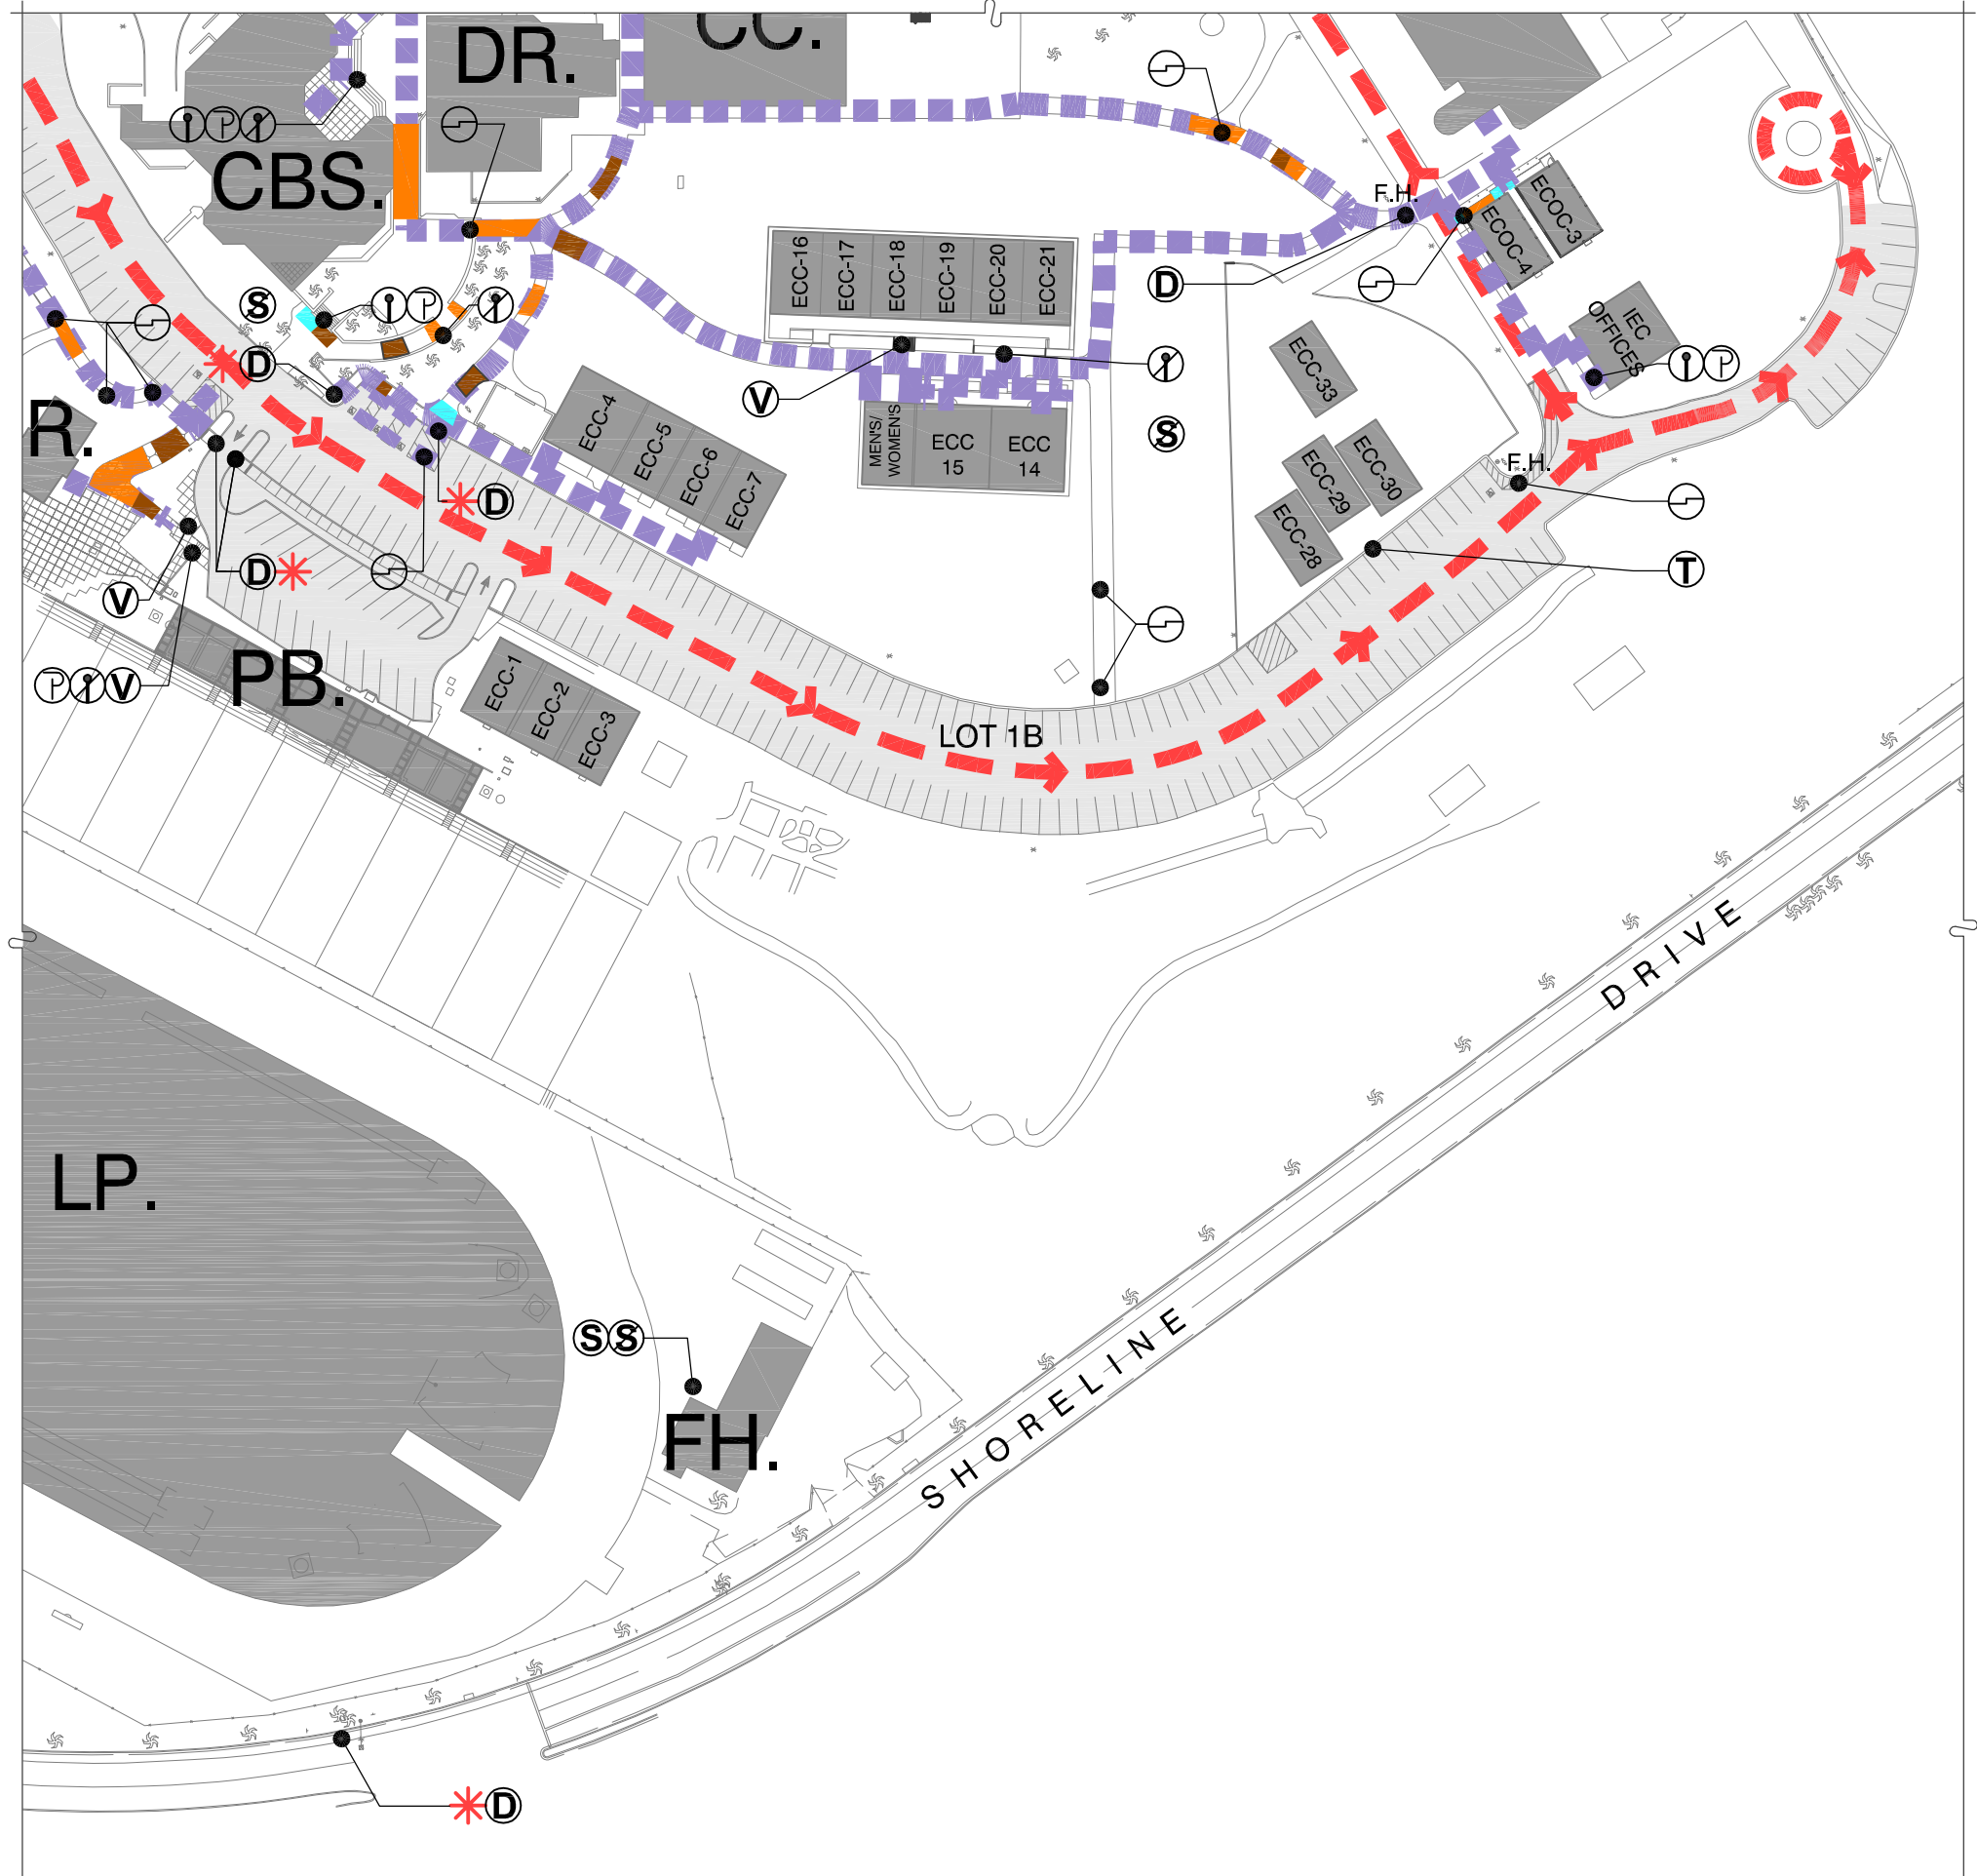 CC.
DR.
P
CBS.
F.H.
ECOC-3
ECOC-4
ECC-16
ECC-17
ECC-18
ECC-19
ECC-20
ECC-21
D
S
P
IEC
OFFICES
D
P
ECC-33
V
R.
ECC-4
ECC-5
ECC-6
ECC-7
MEN'S/
WOMEN'S
ECC
15
ECC
14
S
ECC-30
ECC-29
ECC-28
F.H.
D
D
T
V
P
V
PB.
ECC-1
ECC-2
ECC-3
LOT 1B
SHORELINE DRIVE
LP.
S
S
FH.
D